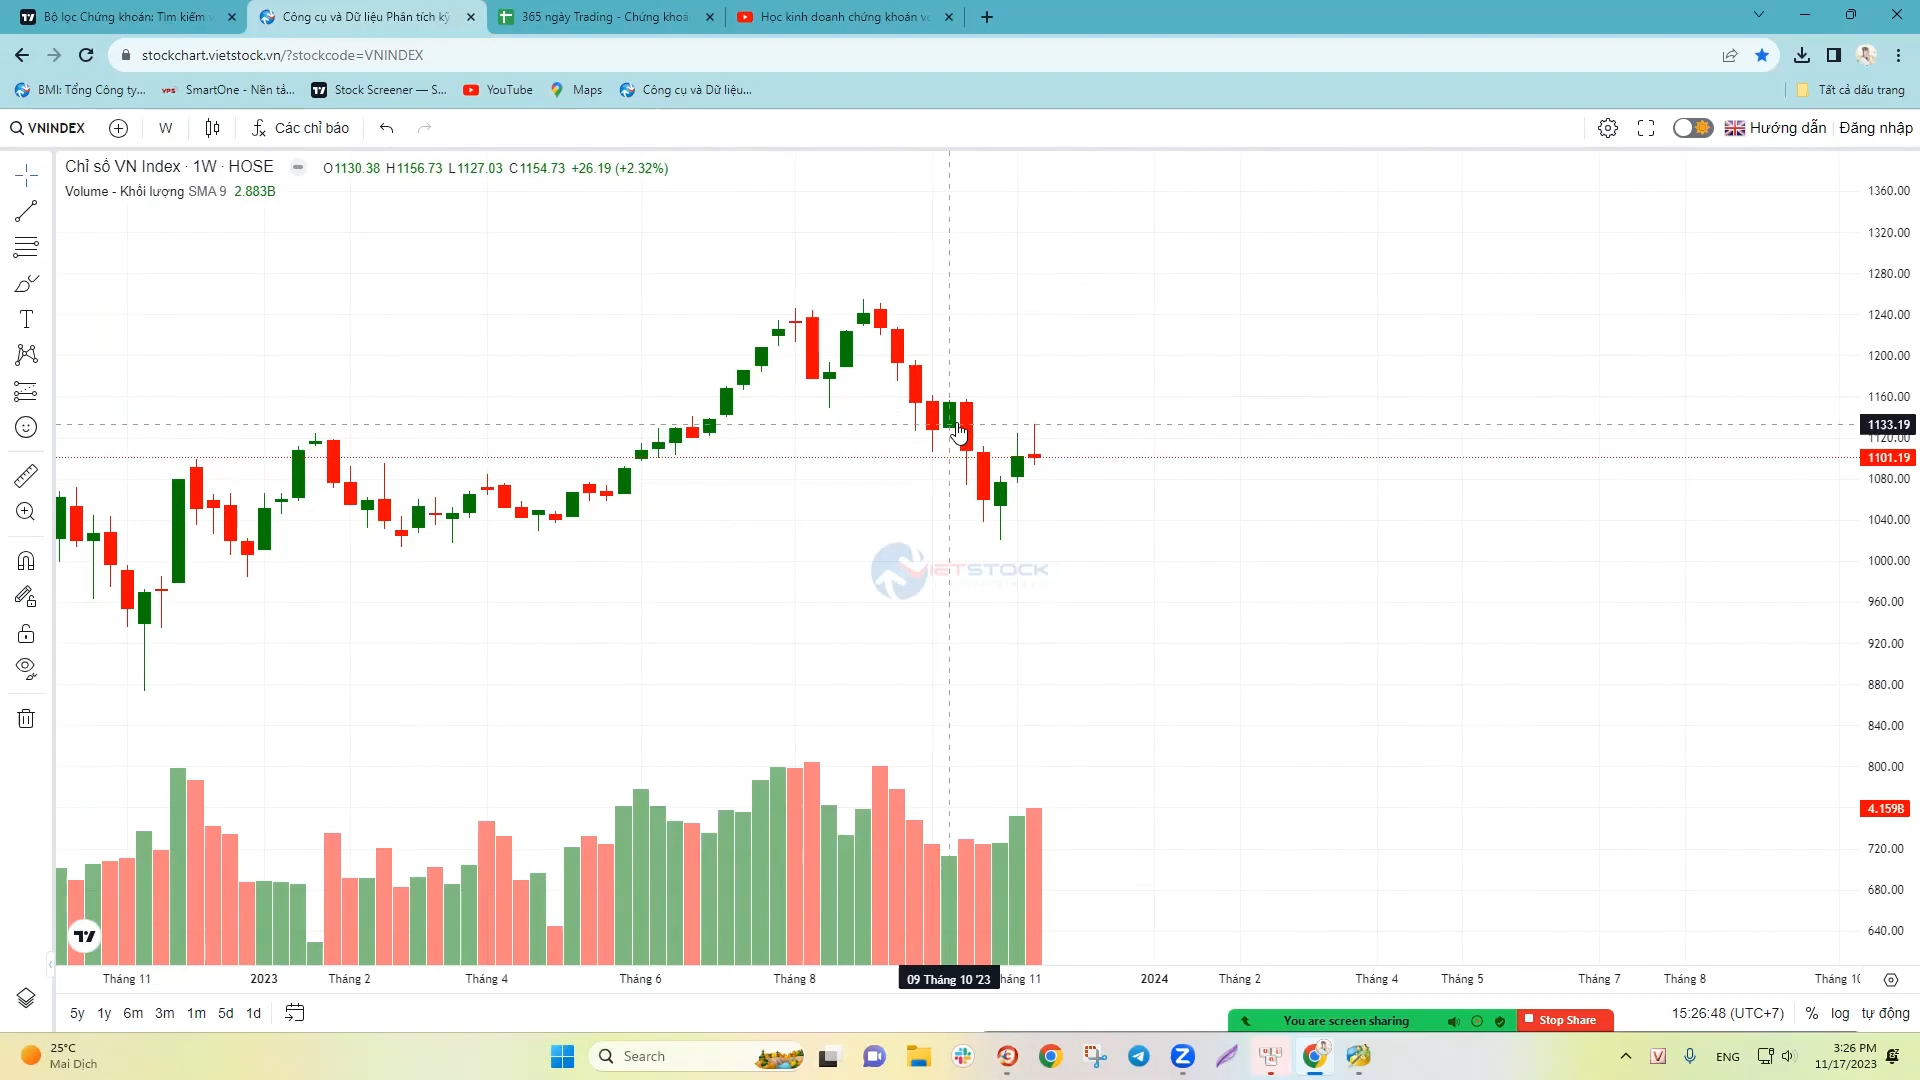 Bộ lọc Chứng khoán: Tìm kiếm
Công cụ và Dữ liệu Phân tích kỹ
365 ngày Trading - Chứng khoá
Học kinh doanh chứng khoán vớ
stockchart.vietstock.vn/?stockcode=VNINDEX
BMI: Tổng Công ty...
VPS
SmartOne - Nền tả...
Stock Screener — S...
YouTube
Maps
Công cụ và Dữ liệu...
Tất cả dấu trang
VNINDEX
W
Các chỉ báo
Hướng dẫn
Đăng nhập
Chỉ số VN Index · 1W · HOSE
O1130.38 H1156.73 L1127.03 C1154.73 +26.19 (+2.32%)
Volume - Khối lượng SMA 9 2.883B
1360.00
1320.00
1280.00
1240.00
1200.00
1160.00
1133.19
1120.00
1101.19
1080.00
1040.00
1000.00
960.00
920.00
880.00
840.00
800.00
4.159B
720.00
680.00
640.00
VIETSTOCK
Tháng 11
2023
Tháng 2
Tháng 4
Tháng 6
Tháng 8
09 Tháng 10 '23
háng 11
2024
Tháng 2
Tháng 4
Tháng 5
Tháng 7
Tháng 8
Tháng 10
5y 1y 6m 3m 1m 5d 1d
You are screen sharing
Stop Share
15:26:48 (UTC+7)
% log tự động
25°C
Mai Dịch
Search
ENG
3:26 PM
11/17/2023